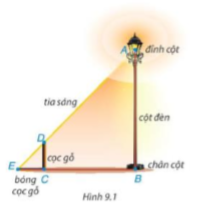 A
đỉnh cột
tia sáng
cột đèn
D
cọc gỗ
chân cột
E
bóng
cọc gỗ
C
B
Hình 9.1